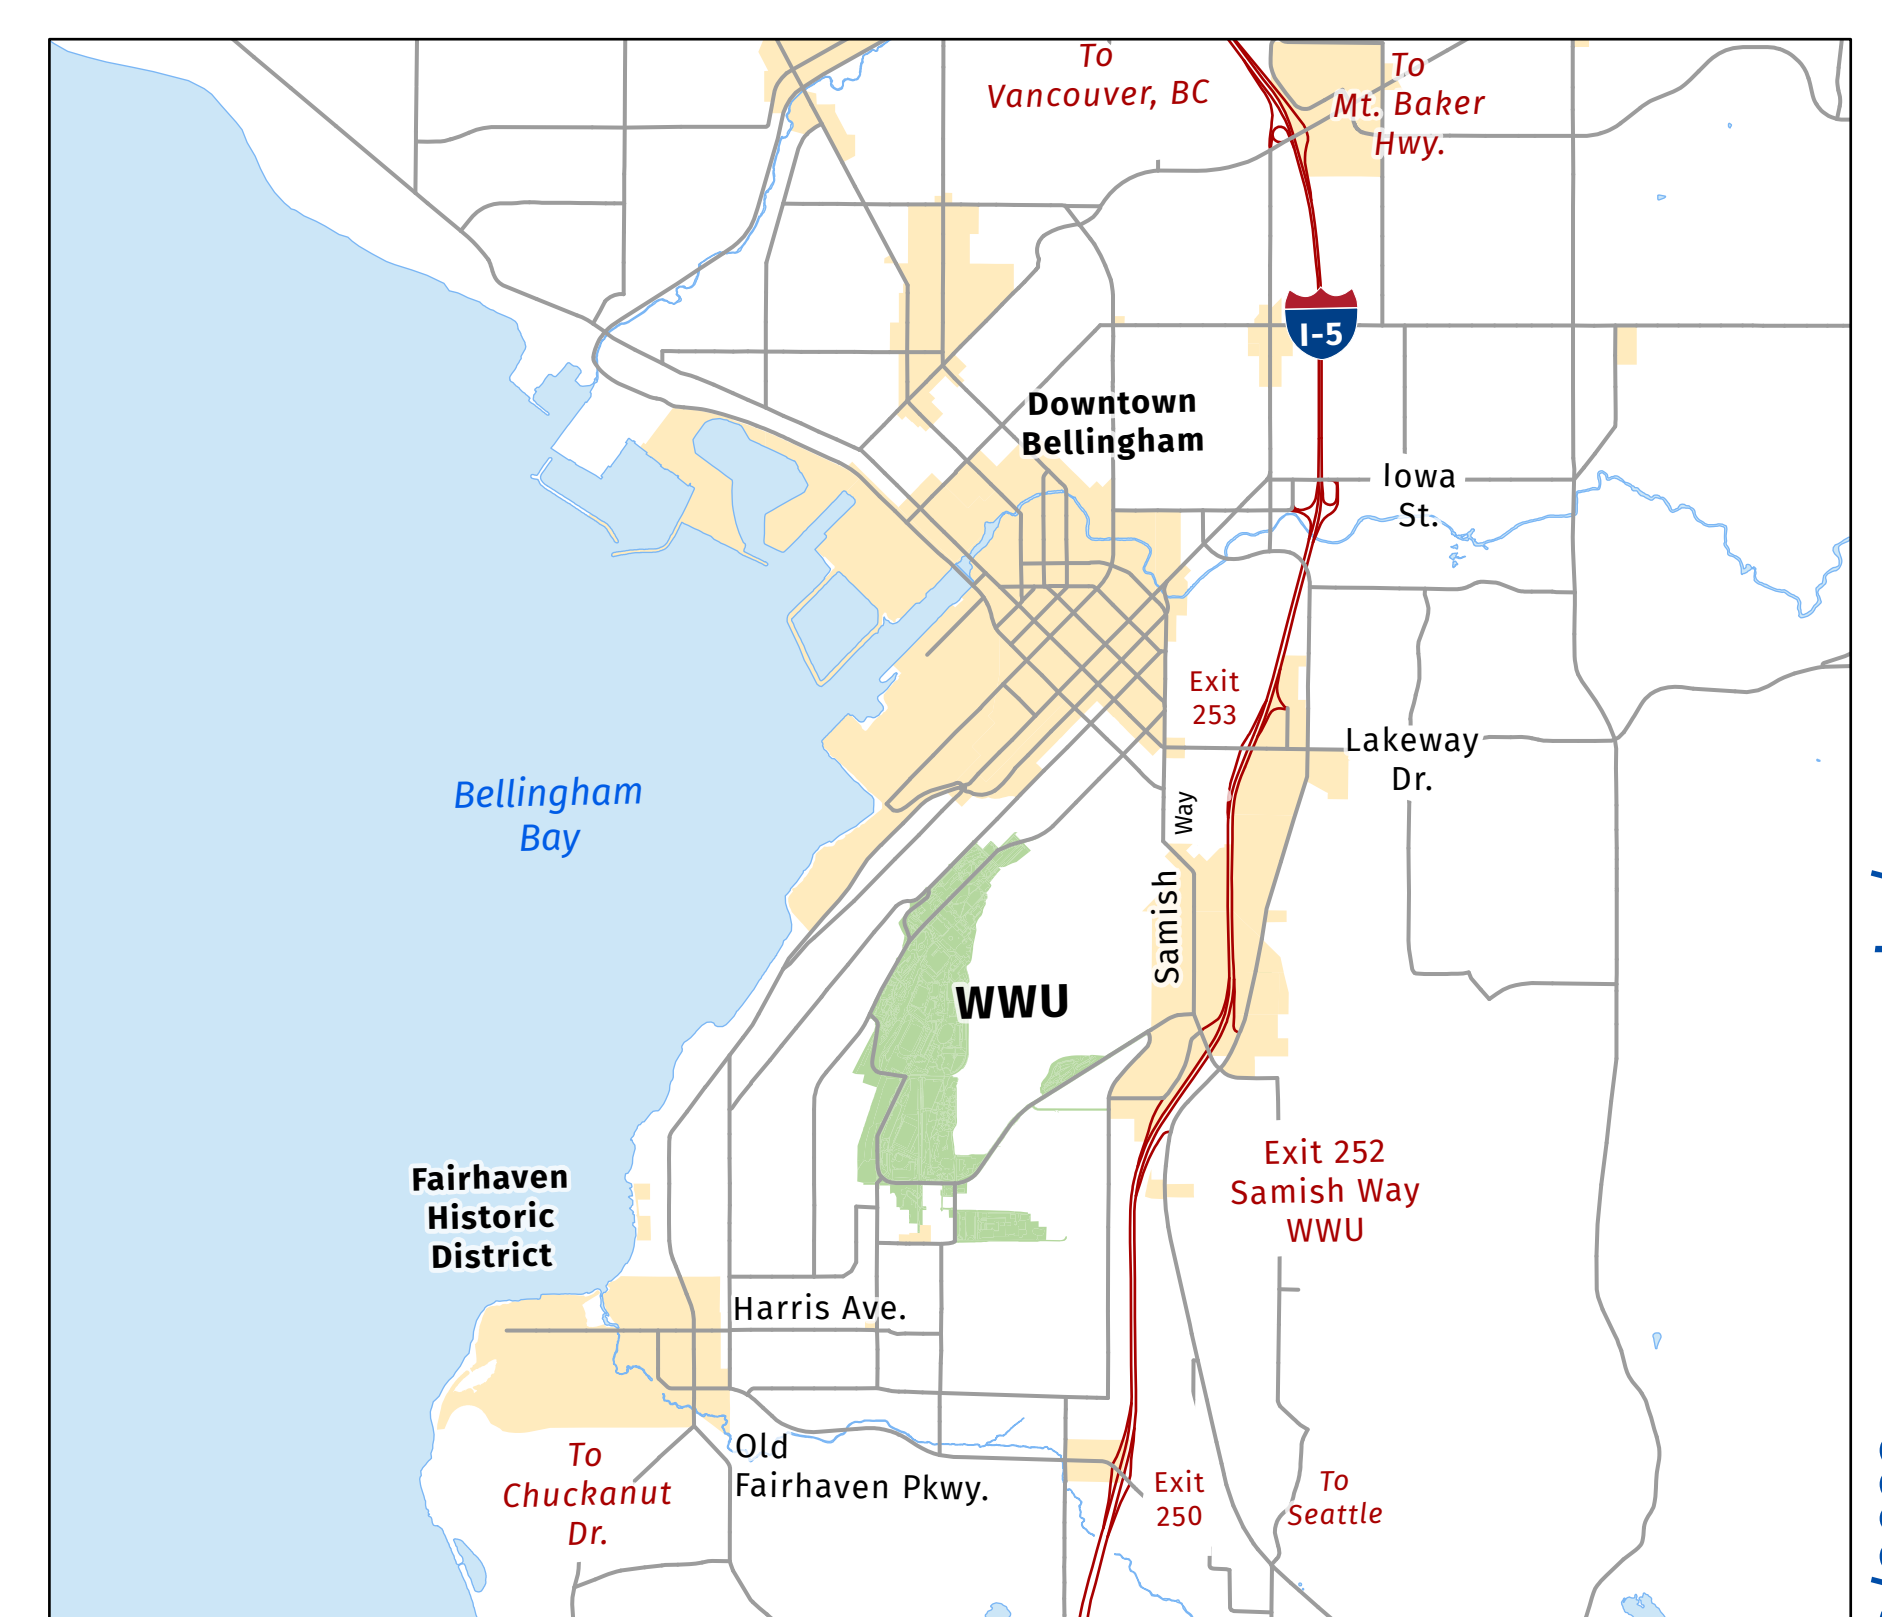 To
Vancouver, BC
To
Mt. Baker
Hwy.
I-5
Downtown
Bellingham
Iowa
St.
Exit
253
Lakeway
Dr.
Bellingham
Bay
Samish Way
WWU
Exit 252
Samish Way
WWU
Fairhaven
Historic
District
Harris Ave.
Old
Fairhaven Pkwy.
To
Chuckanut
Dr.
Exit
250
To
Seattle